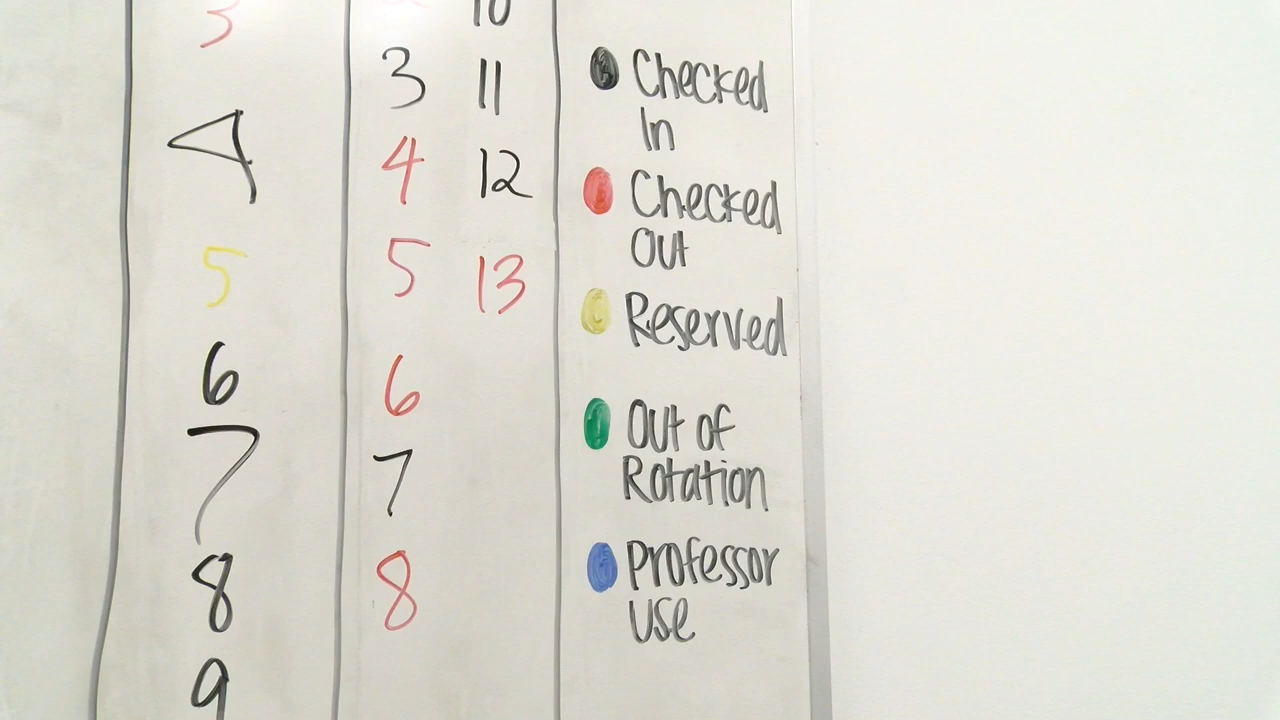 3
4
5
6
7
8
9
3
4
5
6
7
8
10
11
12
13
Checked
In
Checked
Out
Reserved
Out of
Rotation
Professor
Use